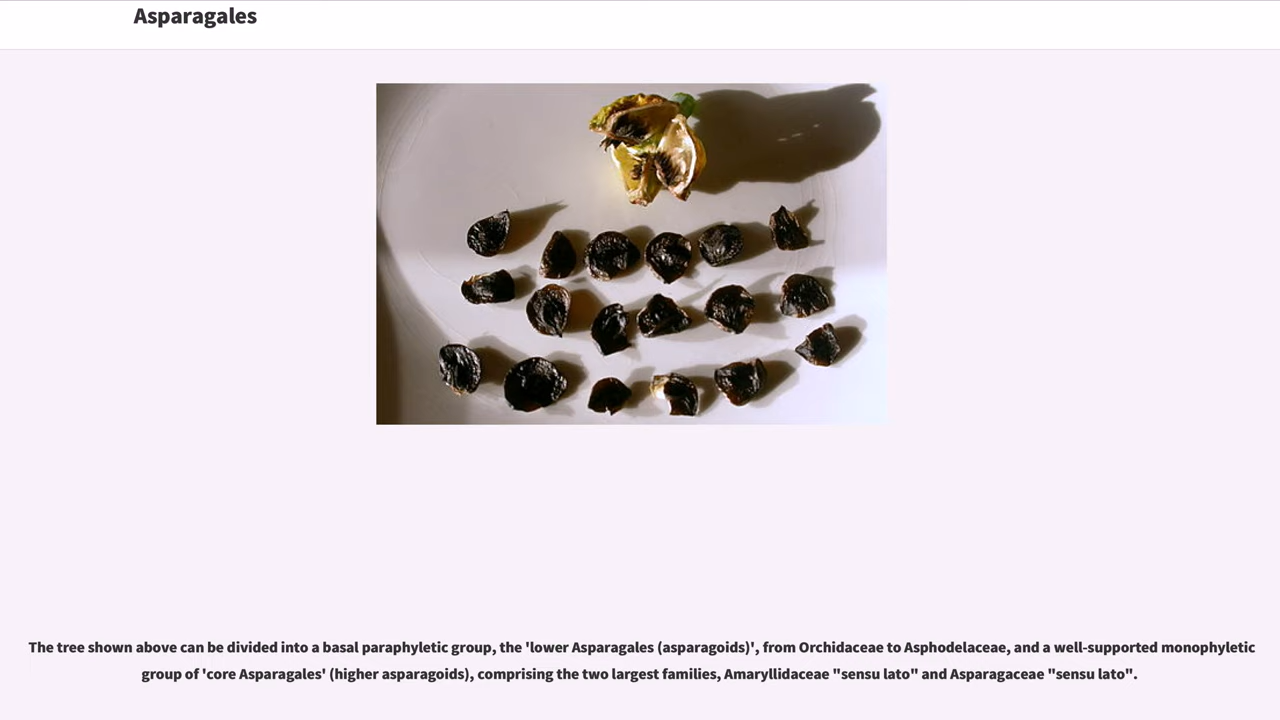 Asparagales
The tree shown above can be divided into a basal paraphyletic group, the 'lower Asparagales (asparagoids)', from Orchidaceae to Asphodelaceae, and a well-supported monophyletic
group of 'core Asparagales' (higher asparagoids), comprising the two largest families, Amaryllidaceae "sensu lato" and Asparagaceae "sensu lato".